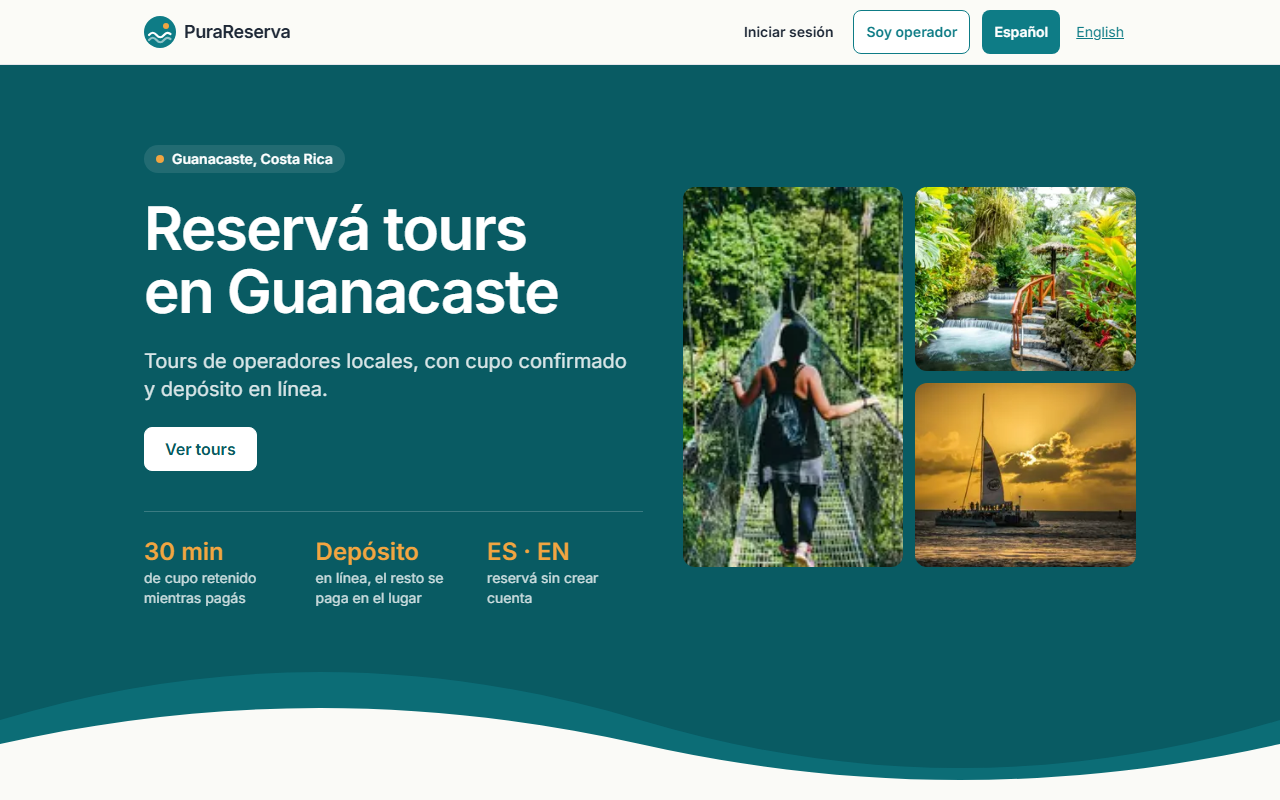 PuraReserva
Iniciar sesión
Soy operador
Español
English
Guanacaste, Costa Rica
Reservá tours
en Guanacaste
Tours de operadores locales, con cupo confirmado
y depósito en línea.
Ver tours
30 min
de cupo retenido
mientras pagás
Depósito
en línea, el resto se
paga en el lugar
ES · EN
reservá sin crear
cuenta